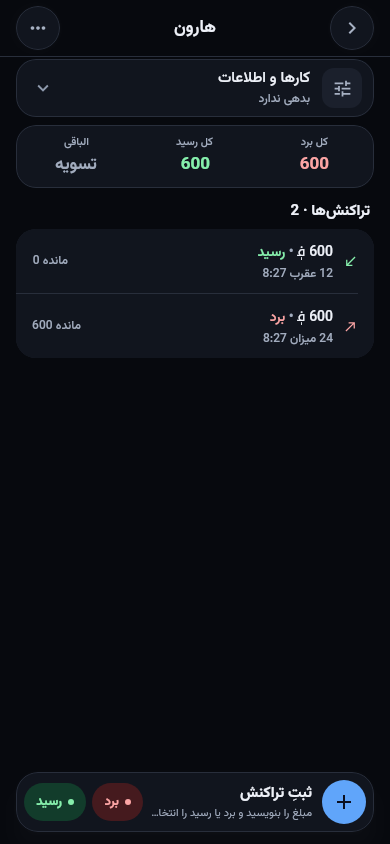 هارون
کارها و اطلاعات
بدهی ندارد
کل برد
کل رسید
الباقی
600
600
تسویه
تراکنش‌ها · 2
600 ؋ • رسید
مانده 0
12 عقرب 8:27
600 ؋ • برد
مانده 600
24 میزان 8:27
ثبتِ تراکنش
مبلغ را بنویسید و برد یا رسید را انتخا...
برد
رسید